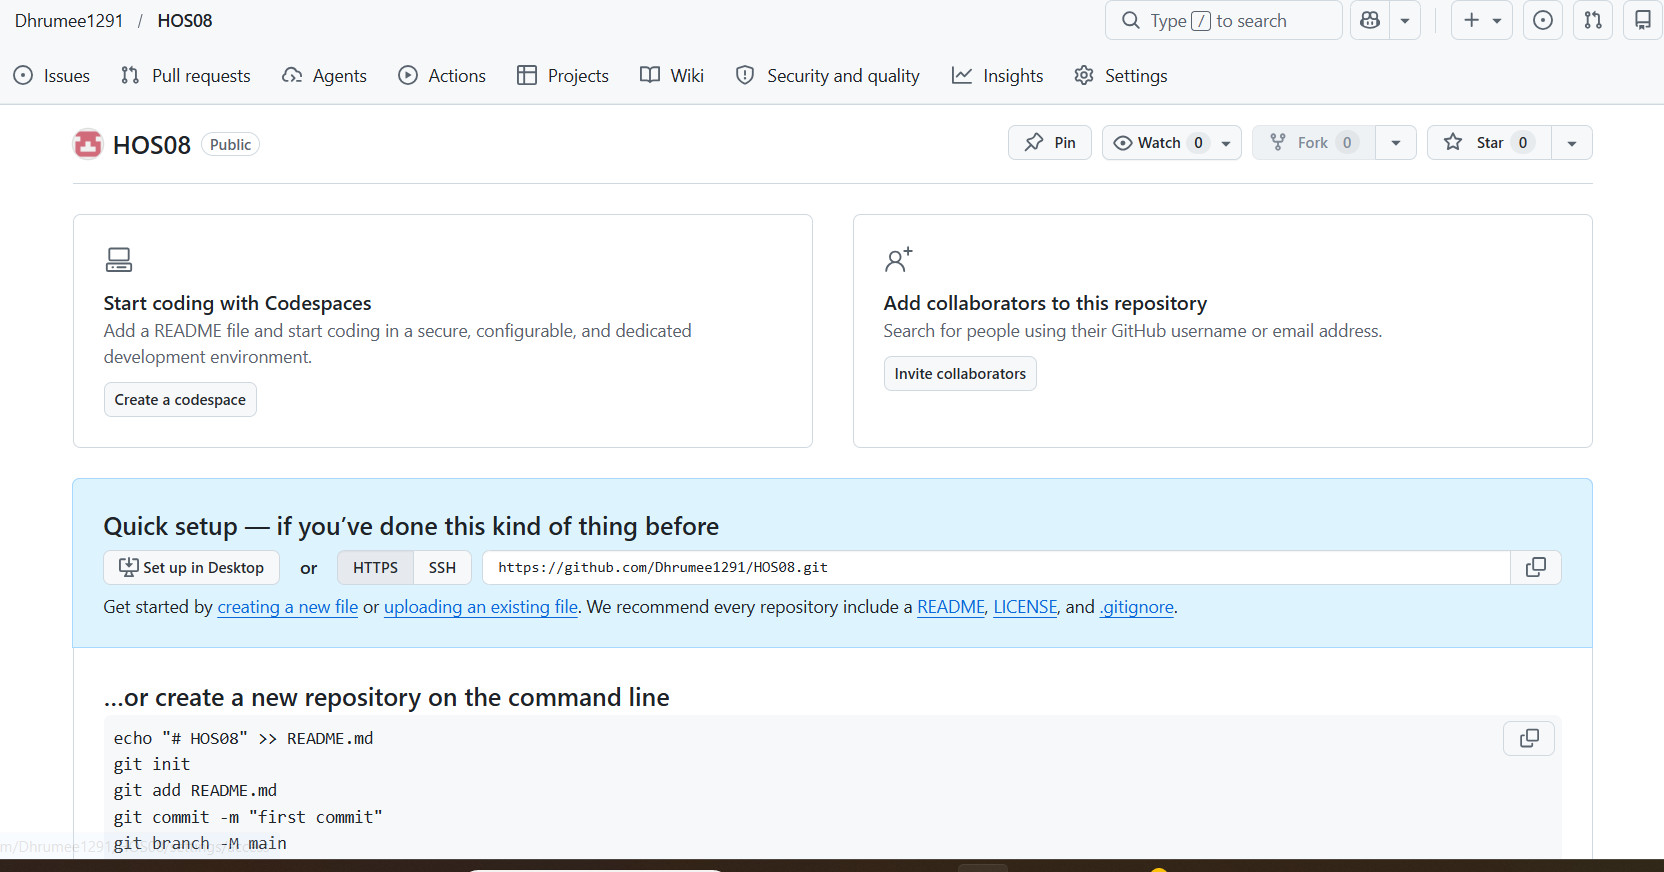 Dhrumee1291 / HOS08
Type / to search
Issues Pull requests Agents Actions Projects Wiki Security and quality Insights Settings
HOS08 Public
Pin Watch 0 Fork 0 Star 0
Start coding with Codespaces
Add a README file and start coding in a secure, configurable, and dedicated
development environment.
Create a codespace
Add collaborators to this repository
Search for people using their GitHub username or email address.
Invite collaborators
Quick setup — if you’ve done this kind of thing before
Set up in Desktop or HTTPS SSH https://github.com/Dhrumee1291/HOS08.git
Get started by creating a new file or uploading an existing file. We recommend every repository include a README, LICENSE, and .gitignore.
…or create a new repository on the command line
echo "# HOS08" >> README.md
git init
git add README.md
git commit -m "first commit"
git branch -M main